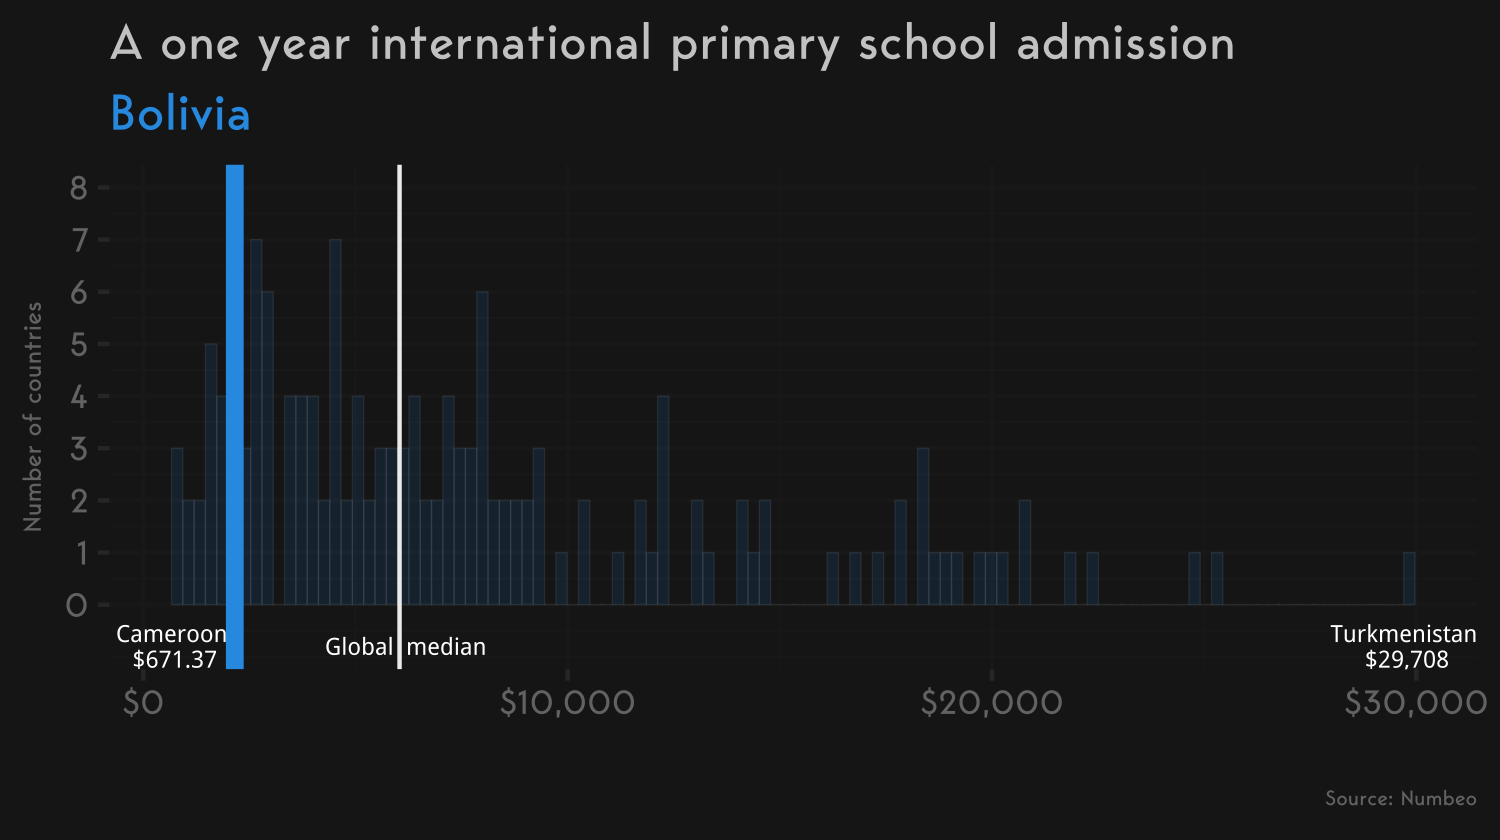 A one year international primary school admission
Bolivia
8
7
6
5
4
3
2
1
0
Number of countries
Cameroon
$671.37
Global median
Turkmenistan
$29,708
$0 $10,000 $20,000 $30,000
Source: Numbeo